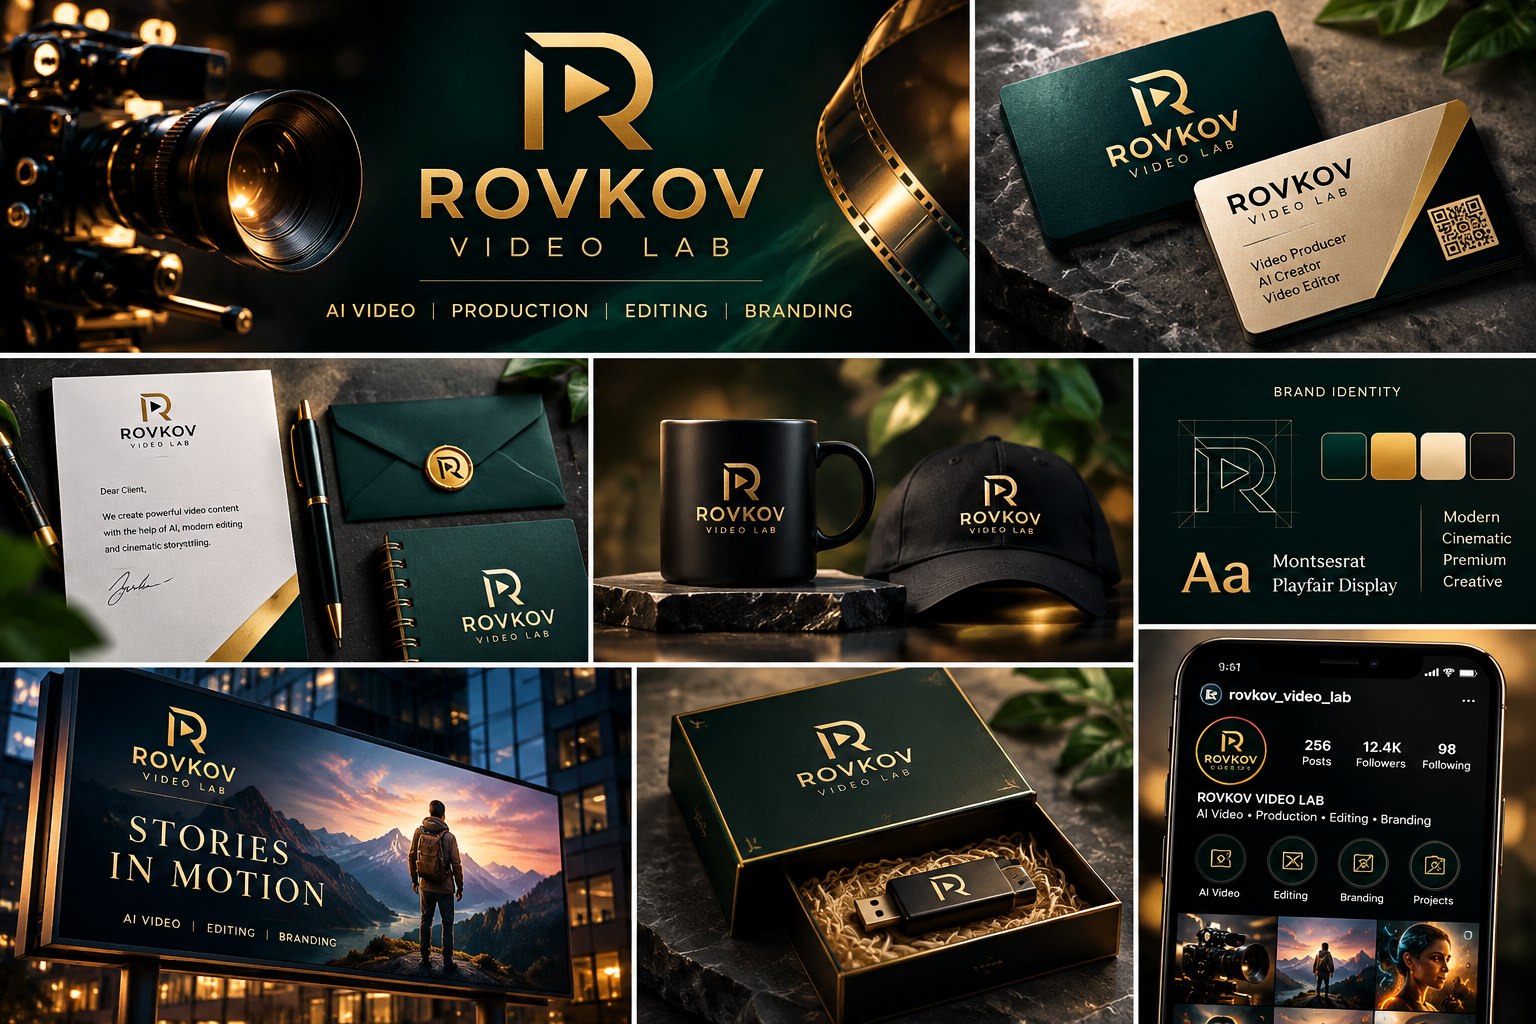 ROVKOV
VIDEO LAB
AI VIDEO | PRODUCTION | EDITING | BRANDING
ROVKOV
VIDEO LAB
ROVKOV
VIDEO LAB
Video Producer
AI Creator
Video Editor
ROVKOV
VIDEO LAB
Dear Client,
We create powerful video content
with the help of AI, modern editing
and cinematic storytlling.
R
ROVKOV
VIDEO LAB
ROVKOV
VIDEO LAB
ROVKOV
VIDEO LAB
BRAND IDENTITY
Aa
Montsesrat
Playfair Display
Modern
Cinematic
Premium
Creative
ROVKOV
VIDEO LAB
STORIES
IN MOTION
AI VIDEO | EDITING | BRANDING
ROVKOV
VIDEO LAB
R
9:61
rovkov_video_lab
ROVKOV
256 12.4K 98
Posts Followers Following
ROVKOV VIDEO LAB
AI Video • Production • Editing • Branding
AI Video Editing Branding Projects